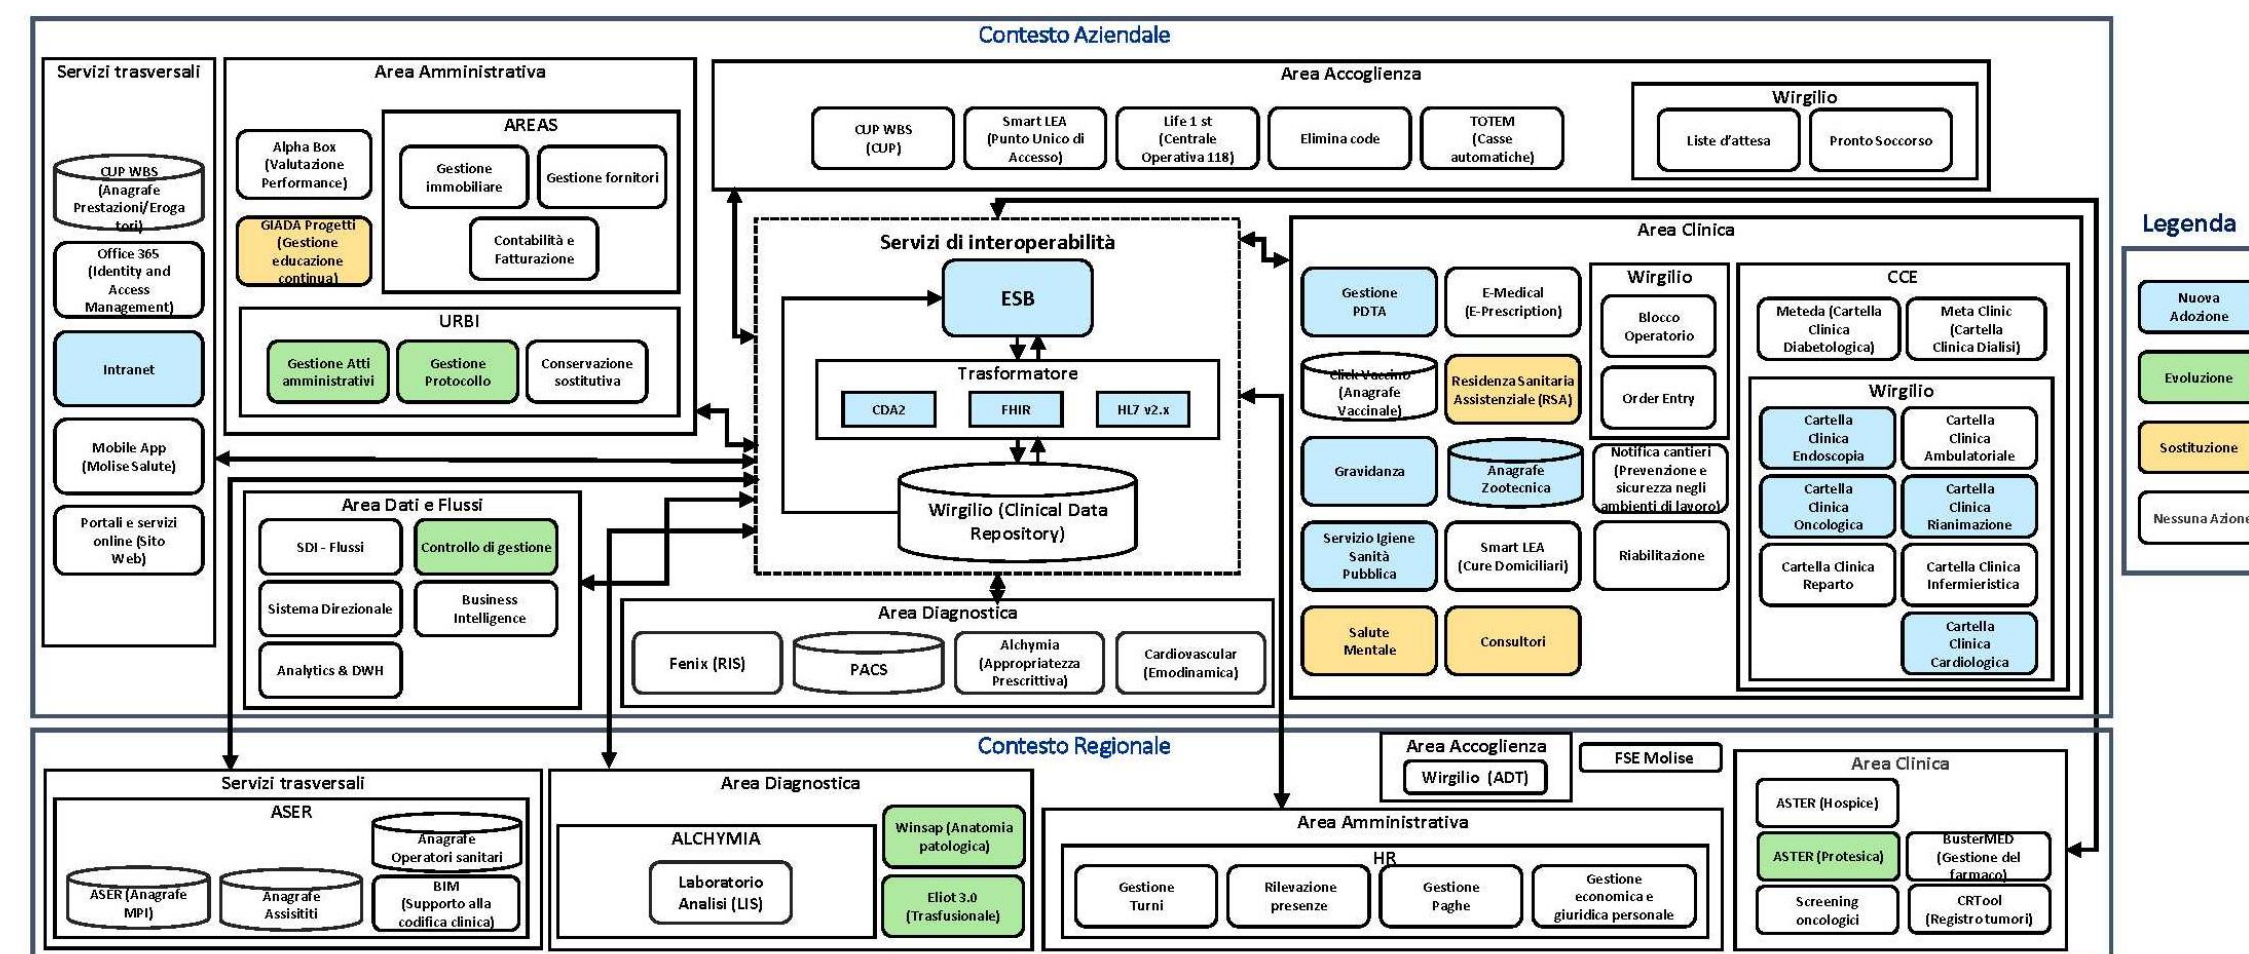 Contesto Aziendale
Servizi trasversali
CUP WBS
(Anagrafe
Prestazioni/Eroga
tori)
Office 365
(Identity and
Access
Management)
Intranet
Mobile App
(Molise Salute)
Portali e servizi
online (Sito
Web)
Area Amministrativa
Alpha Box
(Valutazione
Performance)
GIADA Progetti
(Gestione
educazione
continua)
AREAS
Gestione
immobiliare
Gestione fornitori
Contabilità e
Fatturazione
URBI
Gestione Atti
amministrativi
Gestione
Protocollo
Conservazione
sostitutiva
Area Accoglienza
CUP WBS
(CUP)
Smart LEA
(Punto Unico di
Accesso)
Life 1 st
(Centrale
Operativa 118)
Elimina code
TOTEM
(Casse
automatiche)
Wirgilio
Liste d'attesa
Pronto Soccorso
Servizi di interoperabilità
ESB
Trasformatore
CDA2
FHIR
HL7 v2.x
Wirgilio (Clinical Data
Repository)
Area Dati e Flussi
SDI - Flussi
Controllo di gestione
Sistema Direzionale
Business
Intelligence
Analytics & DWH
Area Diagnostica
Fenix (RIS)
PACS
Alchymia
(Appropriatezza
Prescrittiva)
Cardiovascular
(Emodinamica)
Area Clinica
Gestione
PDTA
E-Medical
(E-Prescription)
Click Vaccino
(Anagrafe
Vaccinale)
Residenza Sanitaria
Assistenziale (RSA)
Gravidanza
Anagrafe
Zootecnica
Servizio Igiene
Sanità
Pubblica
Smart LEA
(Cure Domiciliari)
Salute
Mentale
Consultori
Wirgilio
Blocco
Operatorio
Order Entry
Notifica cantieri
(Prevenzione e
sicurezza negli
ambienti di lavoro)
Riabilitazione
CCE
Meteda (Cartella
Clinica
Diabetologica)
Meta Clinic
(Cartella
Clinica Dialisi)
Wirgilio
Cartella
Clinica
Endoscopia
Cartella
Clinica
Ambulatoriale
Cartella
Clinica
Oncologica
Cartella
Clinica
Rianimazione
Cartella Clinica
Reparto
Cartella Clinica
Infermieristica
Cartella
Clinica
Cardiologica
Legenda
Nuova
Adozione
Evoluzione
Sostituzione
Nessuna Azione
Contesto Regionale
Servizi trasversali
ASER
ASER (Anagrafe
MPI)
Anagrafe
Assisititi
Anagrafe
Operatori sanitari
BIM
(Supporto alla
codifica clinica)
Area Diagnostica
ALCHYMIA
Laboratorio
Analisi (LIS)
Winsap (Anatomia
patologica)
Eliot 3.0
(Trasfusionale)
Area Accoglienza
Wirgilio (ADT)
FSE Molise
Area Amministrativa
HR
Gestione
Turni
Rilevazione
presenze
Gestione
Paghe
Gestione
economica e
giuridica personale
Area Clinica
ASTER (Hospice)
ASTER (Protesica)
BusterMED
(Gestione del
farmaco)
Screening
oncologici
CRTool
(Registro tumori)